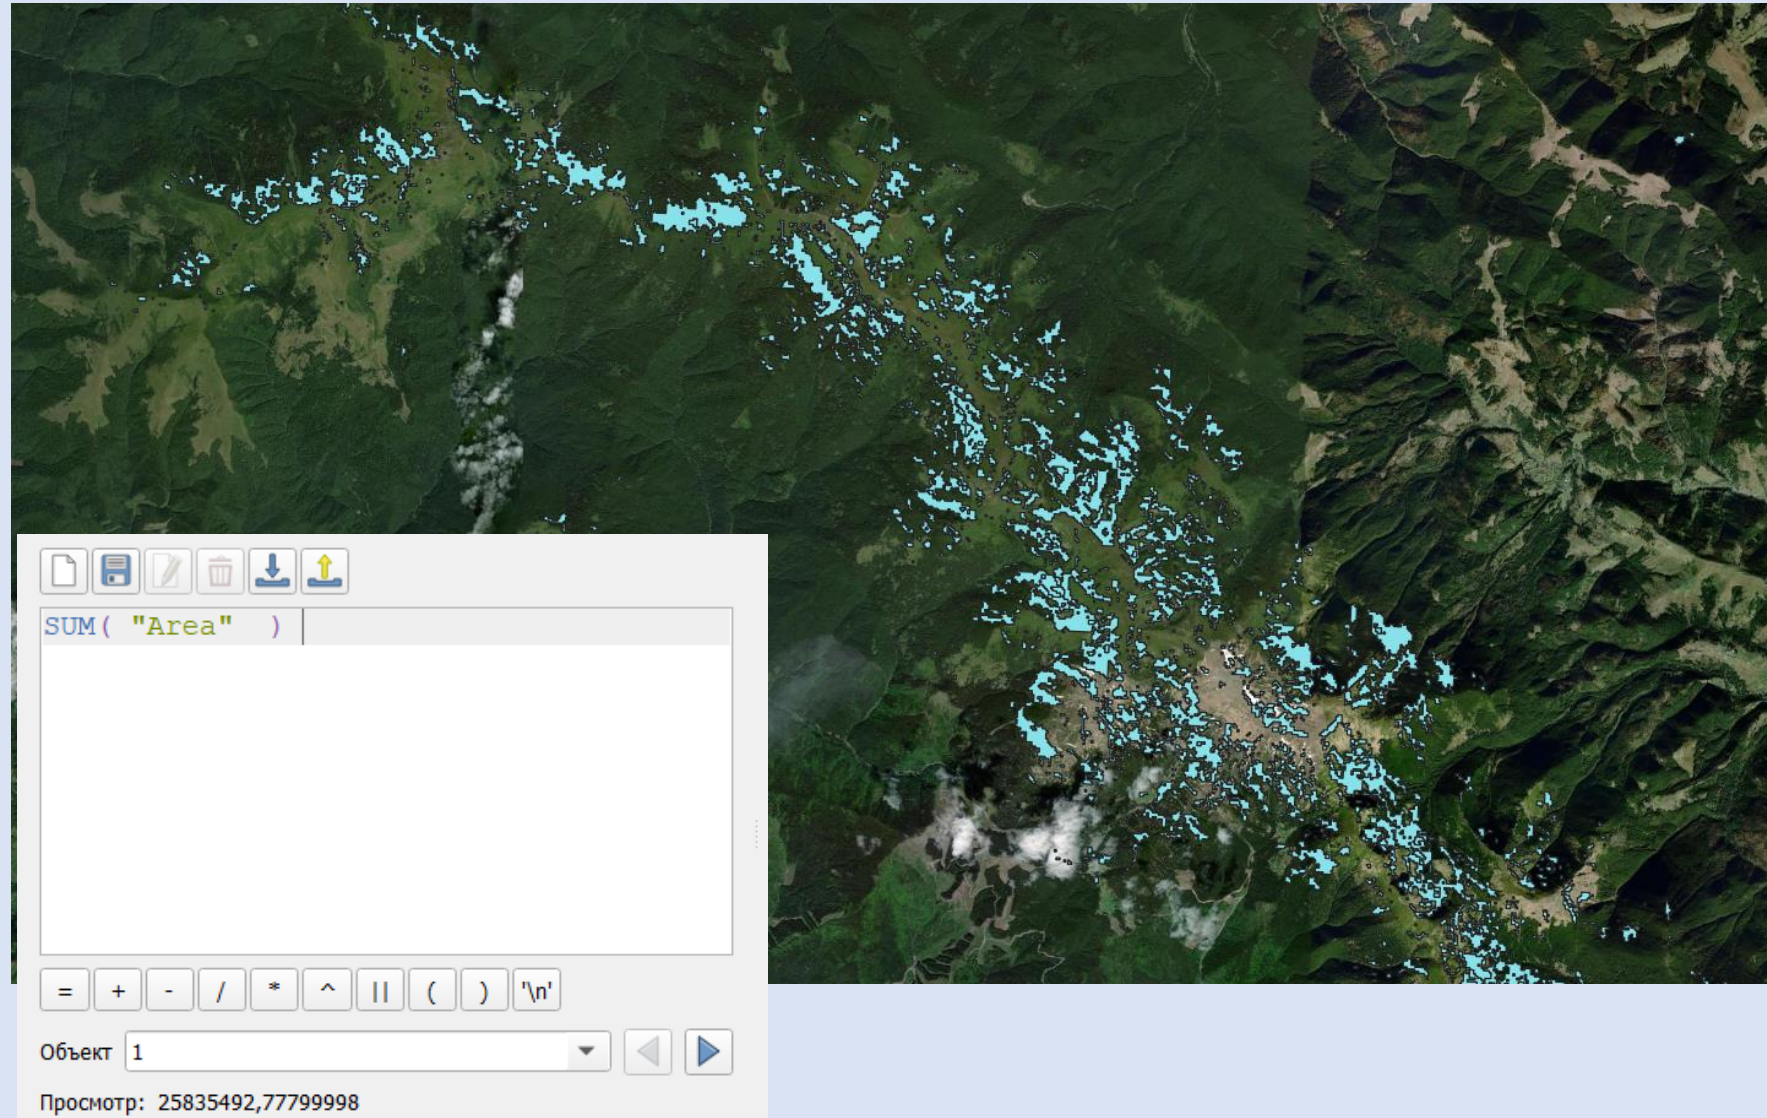 SUM( "Area" )
= + - / * ^ || ( ) '\n'
Объект 1
Просмотр: 25835492,77799998